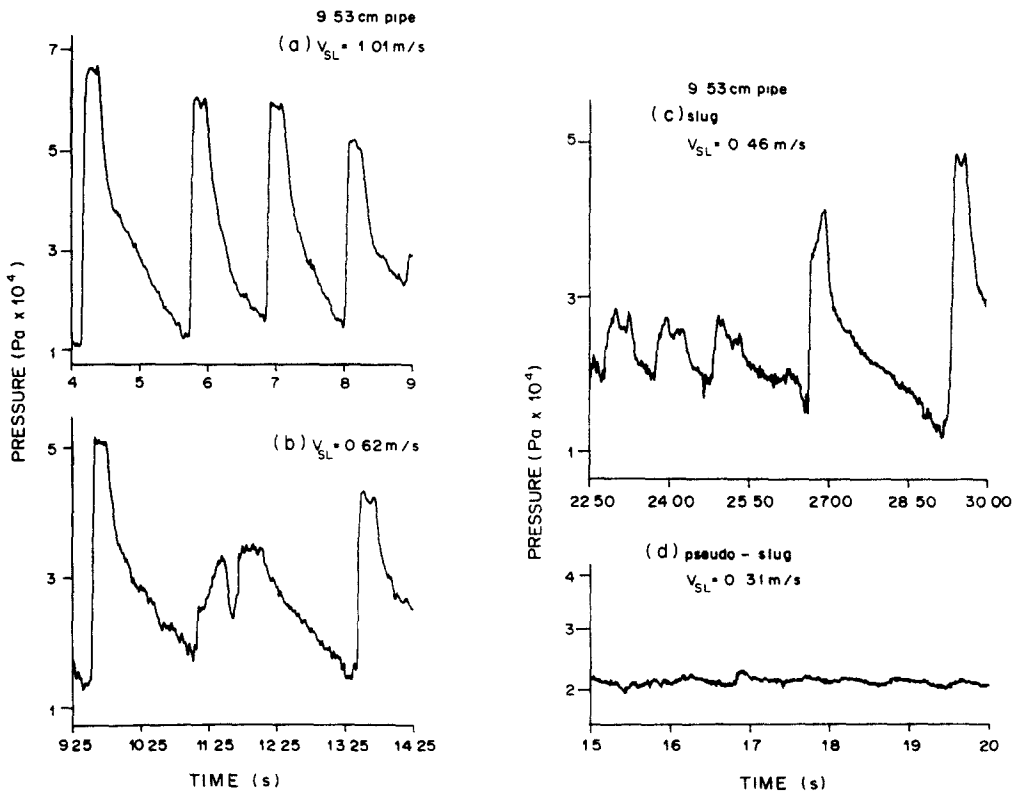 9 53 cm pipe
(a) V_SL = 1 01 m/s
7
5
3
1
4 5 6 7 8 9
PRESSURE (Pa x 10⁴)
(b) V_SL = 0 62 m/s
5
3
1
9 25 10 25 11 25 12 25 13 25 14 25
TIME (s)
9 53 cm pipe
(c) slug
V_SL = 0 46 m/s
5
3
1
22 50 24 00 25 50 27 00 28 50 30 00
PRESSURE (Pa x 10⁴)
(d) pseudo - slug
V_SL = 0 31 m/s
4
3
2
15 16 17 18 19 20
TIME (s)